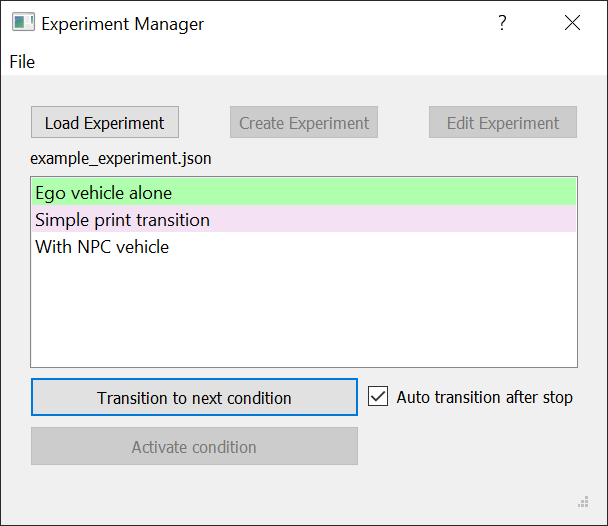 Experiment Manager
?
File
Load Experiment
Create Experiment
Edit Experiment
example_experiment.json
Ego vehicle alone
Simple print transition
With NPC vehicle
Transition to next condition
Auto transition after stop
Activate condition